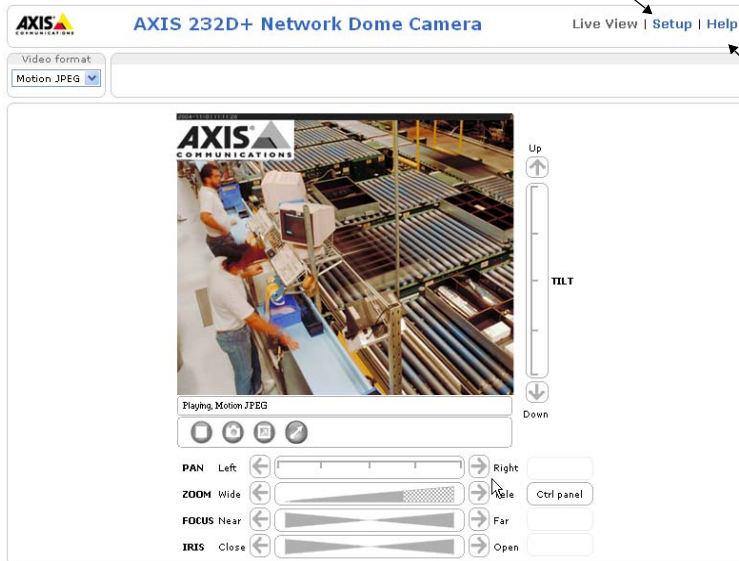 AXIS
COMMUNICATIONS
AXIS 232D+ Network Dome Camera
Live View | Setup | Help
Video format
Motion JPEG
AXIS
COMMUNICATIONS
Up
TILT
Down
Playing, Motion JPEG
PAN Left Right
ZOOM Wide Ctrl panel
FOCUS Near Far
IRIS Close Open